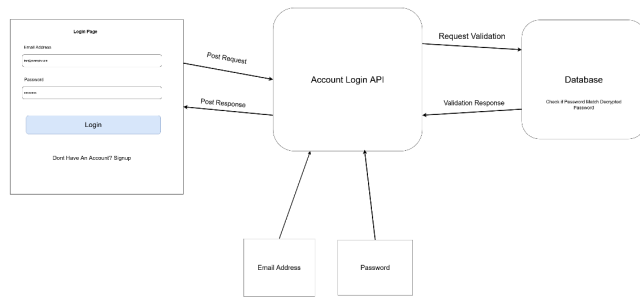 Login Page
Email Address
Password
Login
Dont Have An Account? Signup
Post Request
Post Response
Account Login API
Request Validation
Validation Response
Database
Check if Password Match Decrypted
Password
Email Address
Password